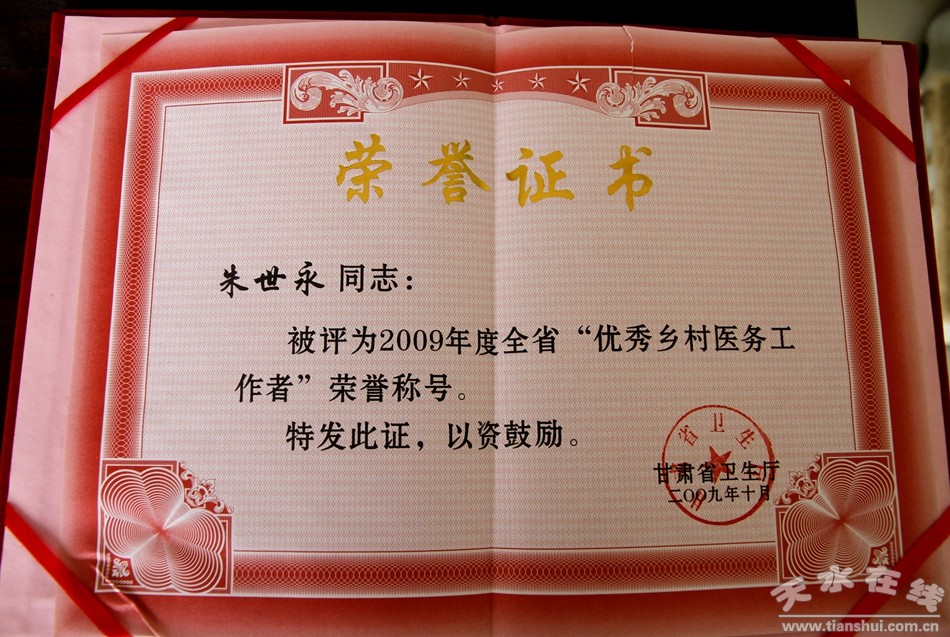 荣誉证书
朱世永 同志：
被评为2009年度全省“优秀乡村医务工
作者”荣誉称号。
特发此证，以资鼓励。
甘肃省卫生厅
二〇〇九年十月
天水在线
www.tianshui.com.cn